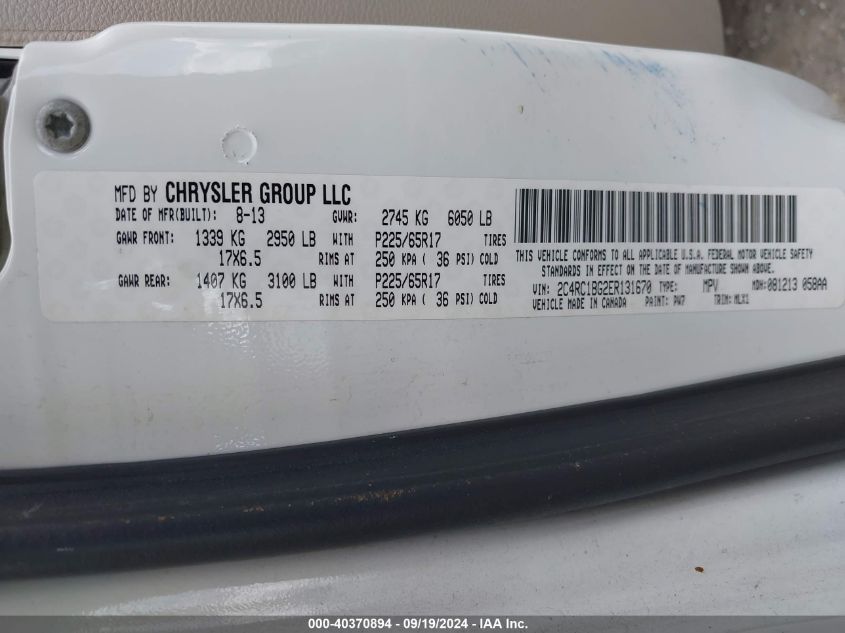 MFD BY CHRYSLER GROUP LLC
DATE OF MFR(BUILT): 8-13 GVWR: 2745 KG 6050 LB
GAWR FRONT: 1339 KG 2950 LB WITH P225/65R17 TIRES
17X6.5 RIMS AT 250 KPA ( 36 PSI) COLD
GAWR REAR: 1407 KG 3100 LB WITH P225/65R17 TIRES
17X6.5 RIMS AT 250 KPA ( 36 PSI) COLD
THIS VEHICLE CONFORMS TO ALL APPLICABLE U.S.A. FEDERAL MOTOR VEHICLE SAFETY
STANDARDS IN EFFECT ON THE DATE OF MANUFACTURE SHOWN ABOVE.
VIN: 2C4RC1BG2ER131670 TYPE: MPV MDH: 081213 058AA
VEHICLE MADE IN CANADA PAINT: PW7 TRIM: MLX1
000-40370894 - 09/19/2024 - IAA Inc.